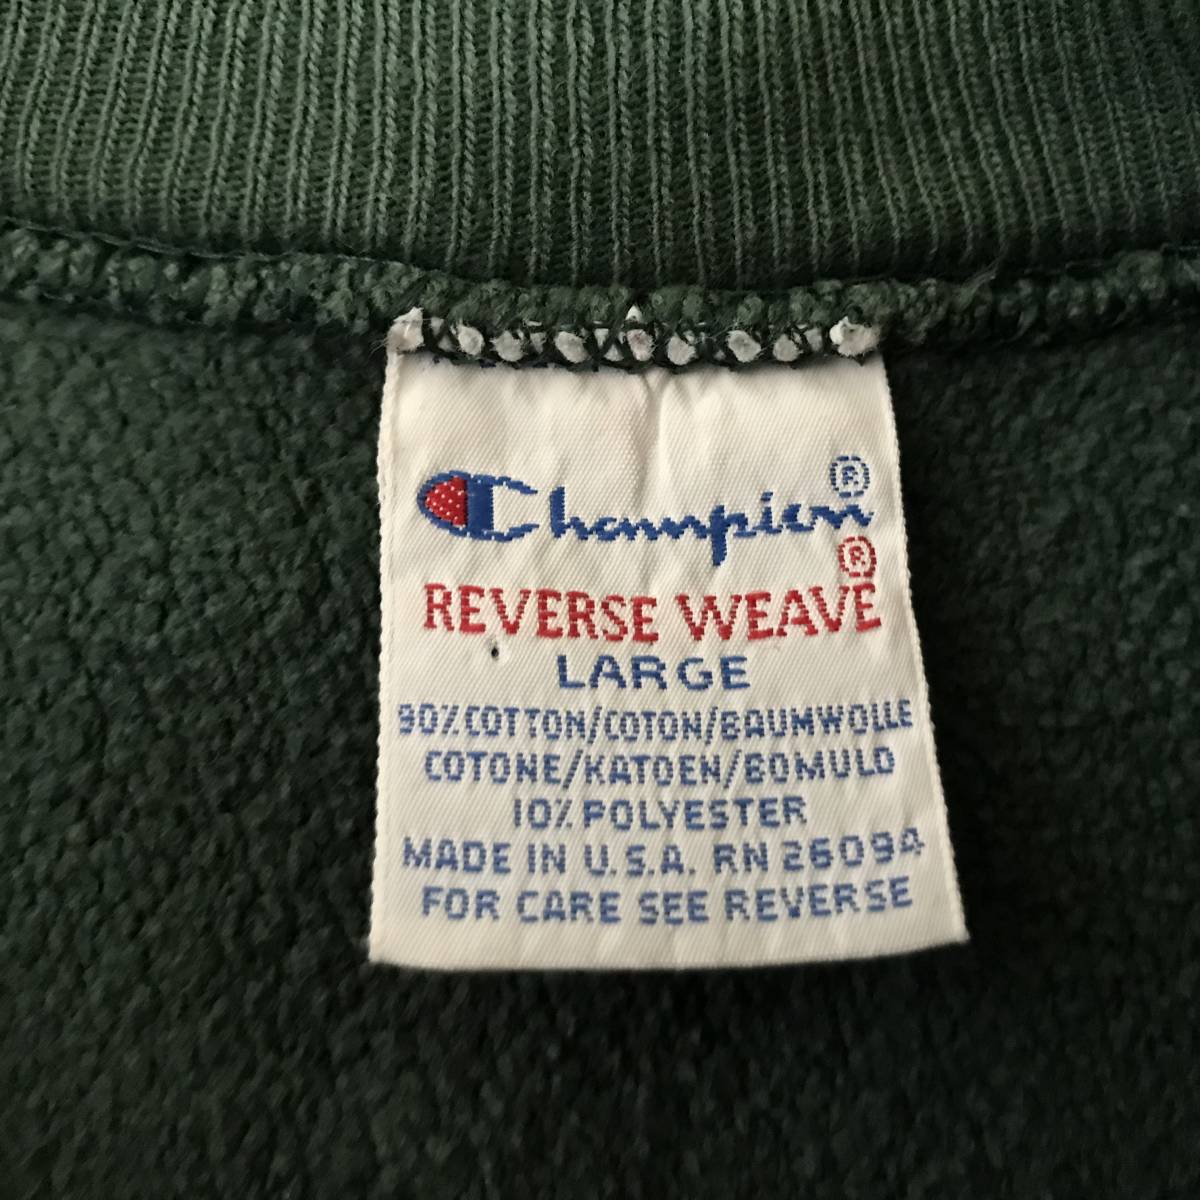 Champion®
REVERSE WEAVE®
LARGE
90% COTTON/COTON/BAUMWOLLE
COTONE/KATOEN/BOMULD
10% POLYESTER
MADE IN U.S.A. RN 26094
FOR CARE SEE REVERSE